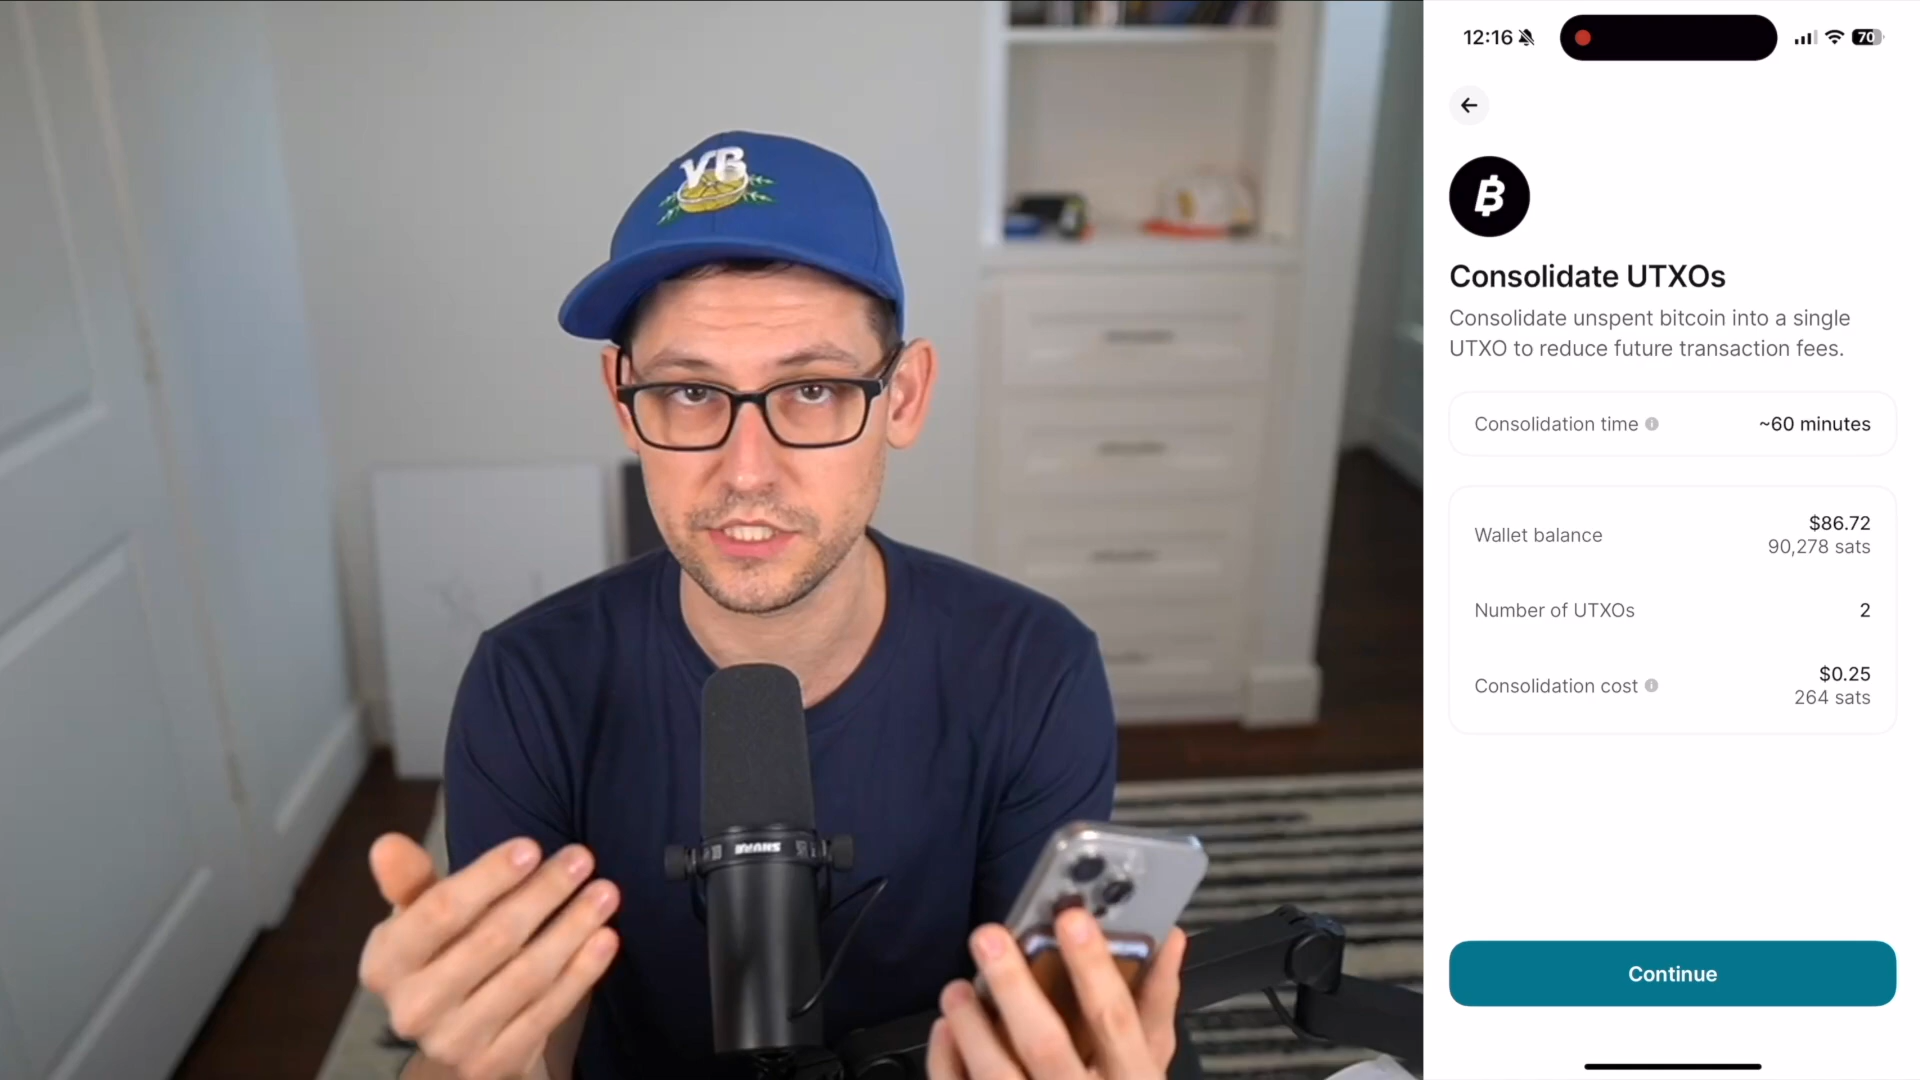 VB
SHURE
12:16
70
Consolidate UTXOs
Consolidate unspent bitcoin into a single
UTXO to reduce future transaction fees.
Consolidation time
~60 minutes
Wallet balance
$86.72
90,278 sats
Number of UTXOs
2
Consolidation cost
$0.25
264 sats
Continue